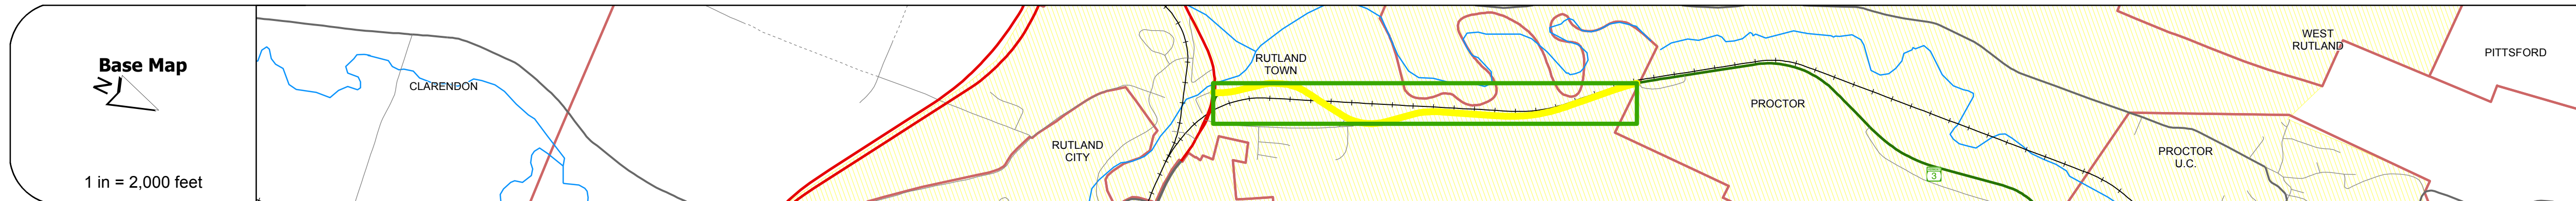 Base Map
N
1 in = 2,000 feet
CLARENDON
RUTLAND
CITY
RUTLAND
TOWN
PROCTOR
3
PROCTOR
U.C.
WEST
RUTLAND
PITTSFORD